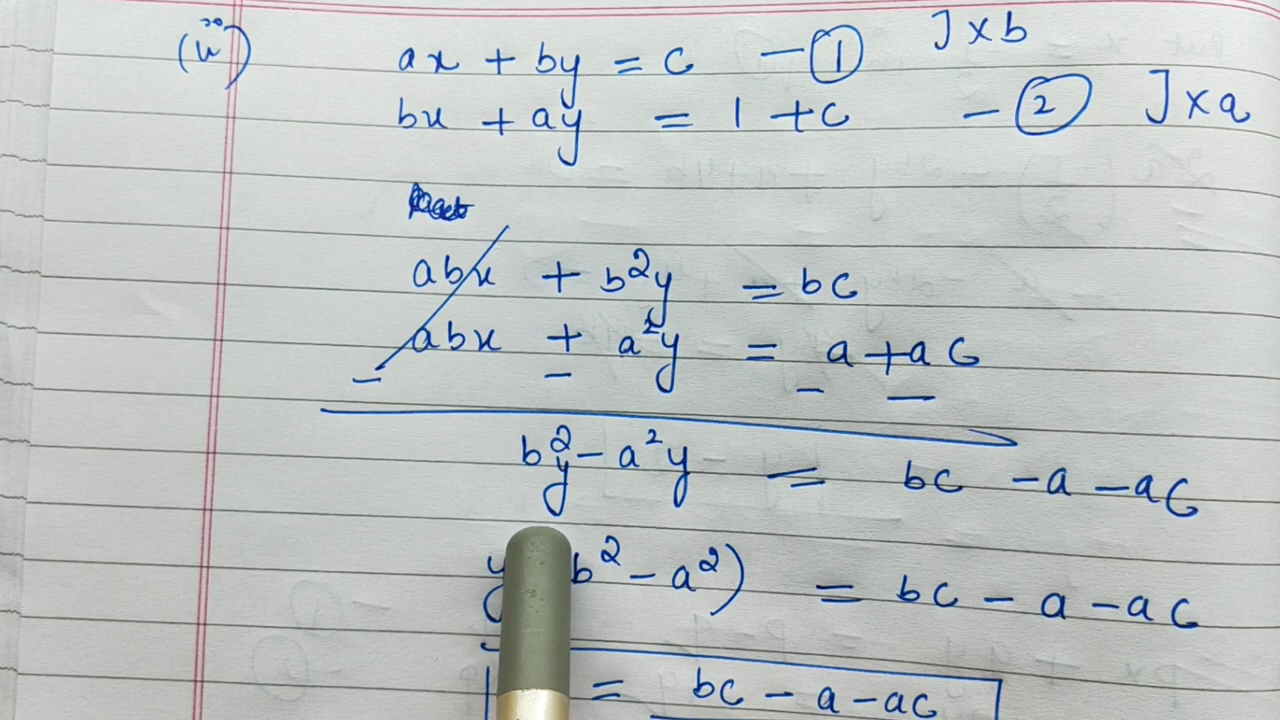 (ii) ax + by = c — ① ] × b
bx + ay = 1 + c — ② ] × a
abx + b²y = bc
abx + a²y = a + ac
− − − −
b²y − a²y = bc − a − ac
y b² − a²) = bc − a − ac
= bc − a − ac